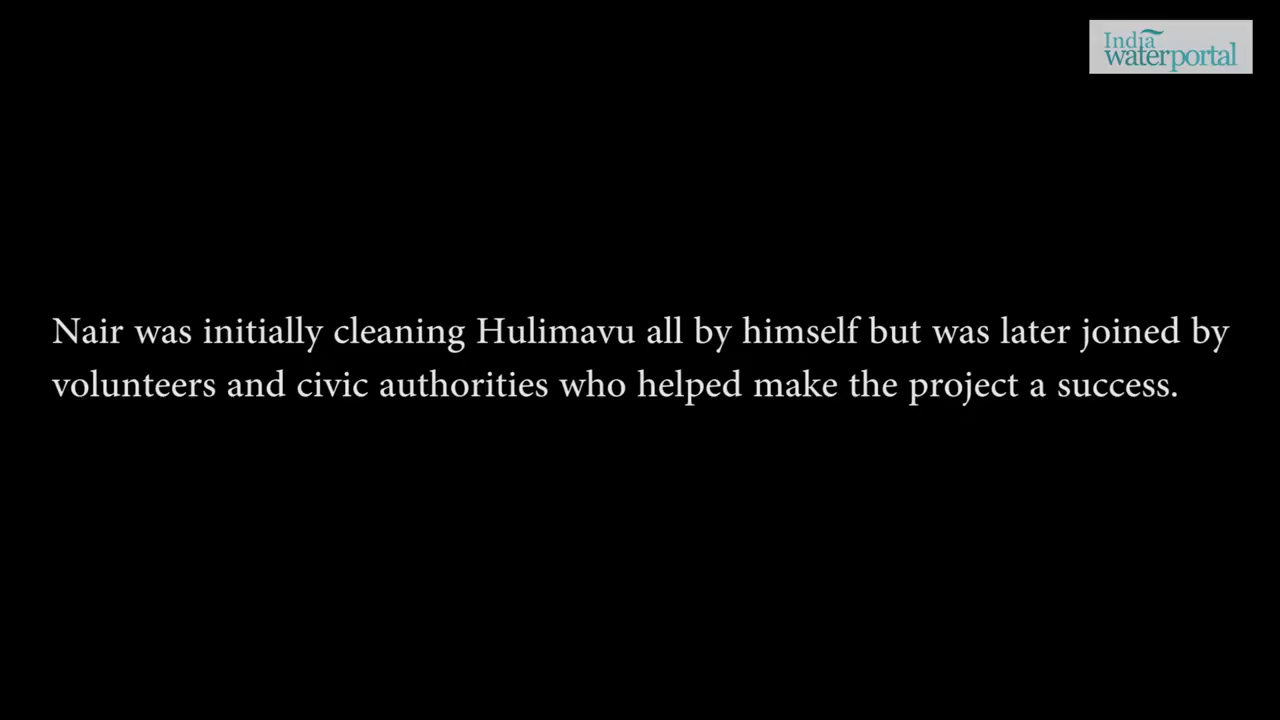 India
waterportal
Nair was initially cleaning Hulimavu all by himself but was later joined by
volunteers and civic authorities who helped make the project a success.